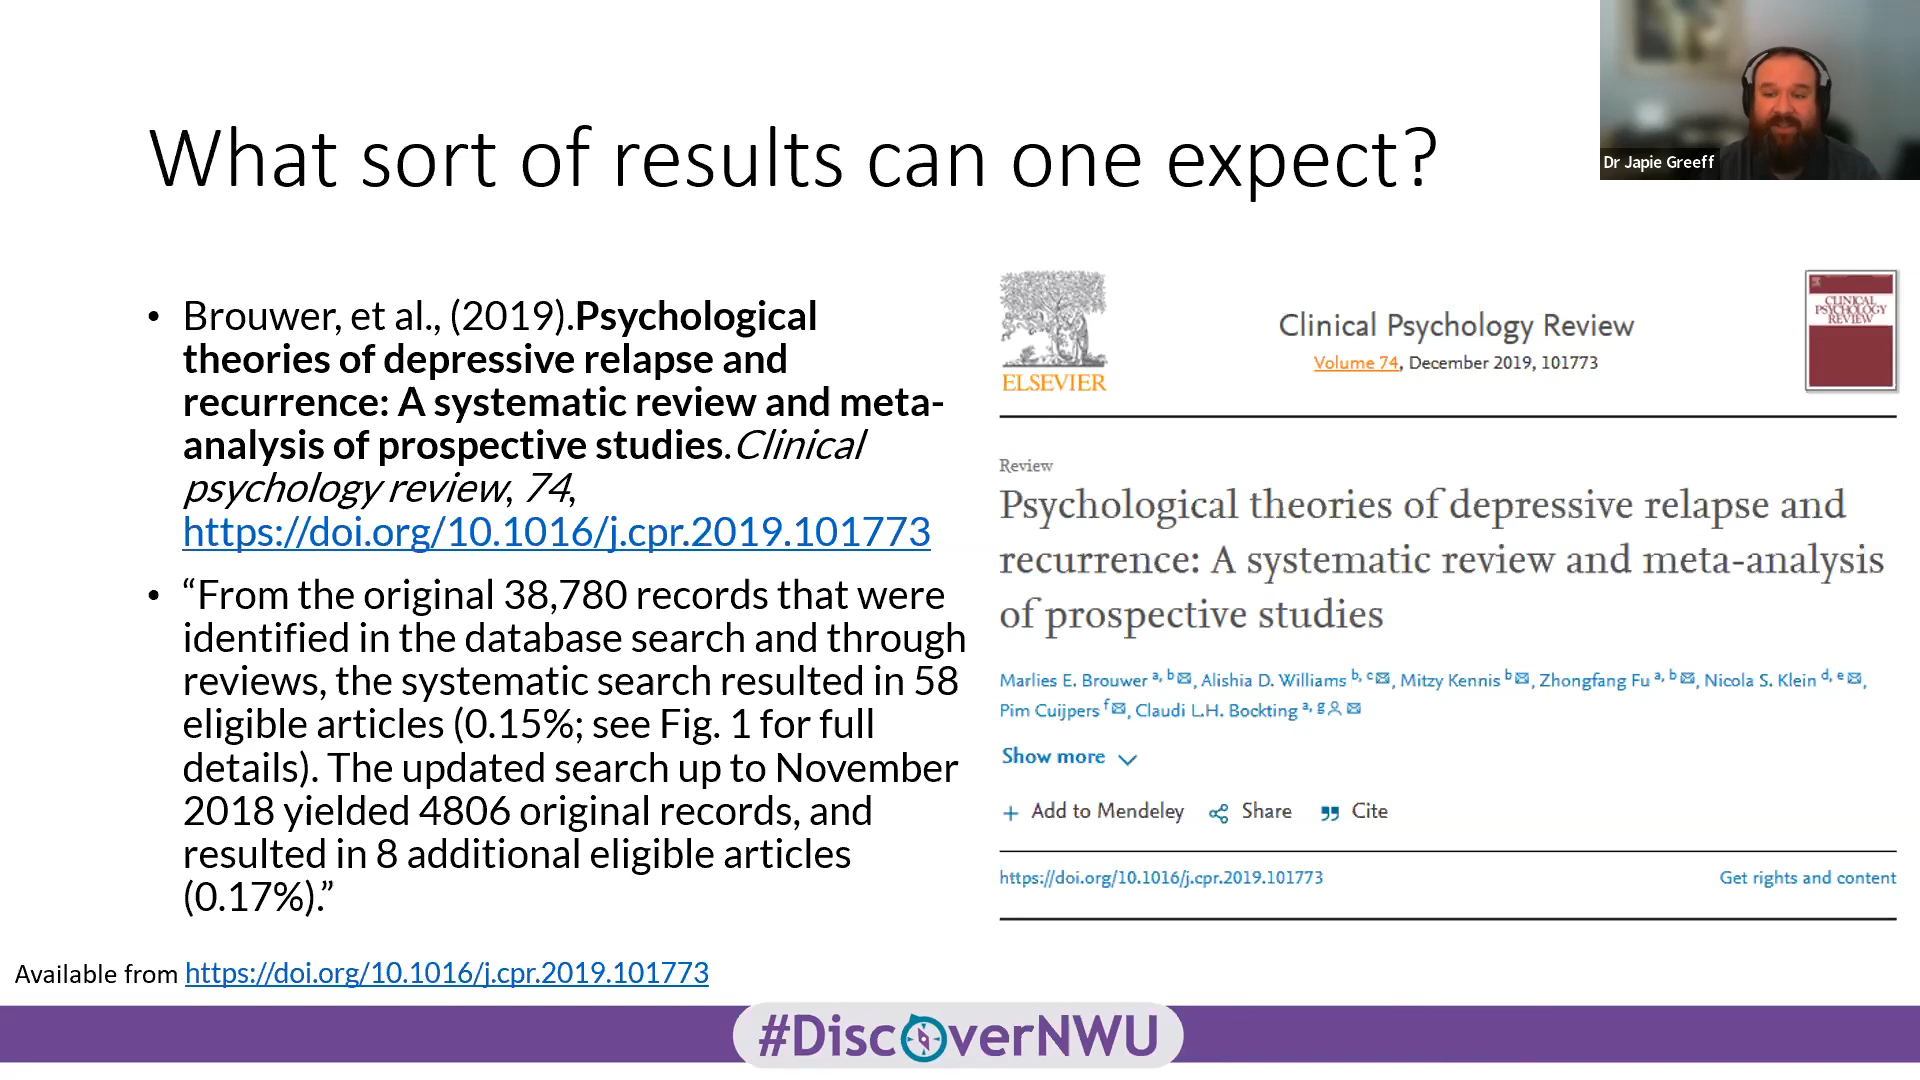 Dr Japie Greeff
What sort of results can one expect?
• Brouwer, et al., (2019).Psychological
theories of depressive relapse and
recurrence: A systematic review and meta-
analysis of prospective studies.Clinical
psychology review, 74,
https://doi.org/10.1016/j.cpr.2019.101773
• “From the original 38,780 records that were
identified in the database search and through
reviews, the systematic search resulted in 58
eligible articles (0.15%; see Fig. 1 for full
details). The updated search up to November
2018 yielded 4806 original records, and
resulted in 8 additional eligible articles
(0.17%).”
Available from https://doi.org/10.1016/j.cpr.2019.101773
ELSEVIER
Clinical Psychology Review
Volume 74, December 2019, 101773
CLINICAL
PSYCHOLOGY
REVIEW
Review
Psychological theories of depressive relapse and
recurrence: A systematic review and meta-analysis
of prospective studies
Marlies E. Brouwer a, b, Alishia D. Williams b, c, Mitzy Kennis b, Zhongfang Fu a, b, Nicola S. Klein d, e,
Pim Cuijpers f, Claudi L.H. Bockting a, g
Show more
+ Add to Mendeley Share Cite
https://doi.org/10.1016/j.cpr.2019.101773 Get rights and content
#DiscoverNWU